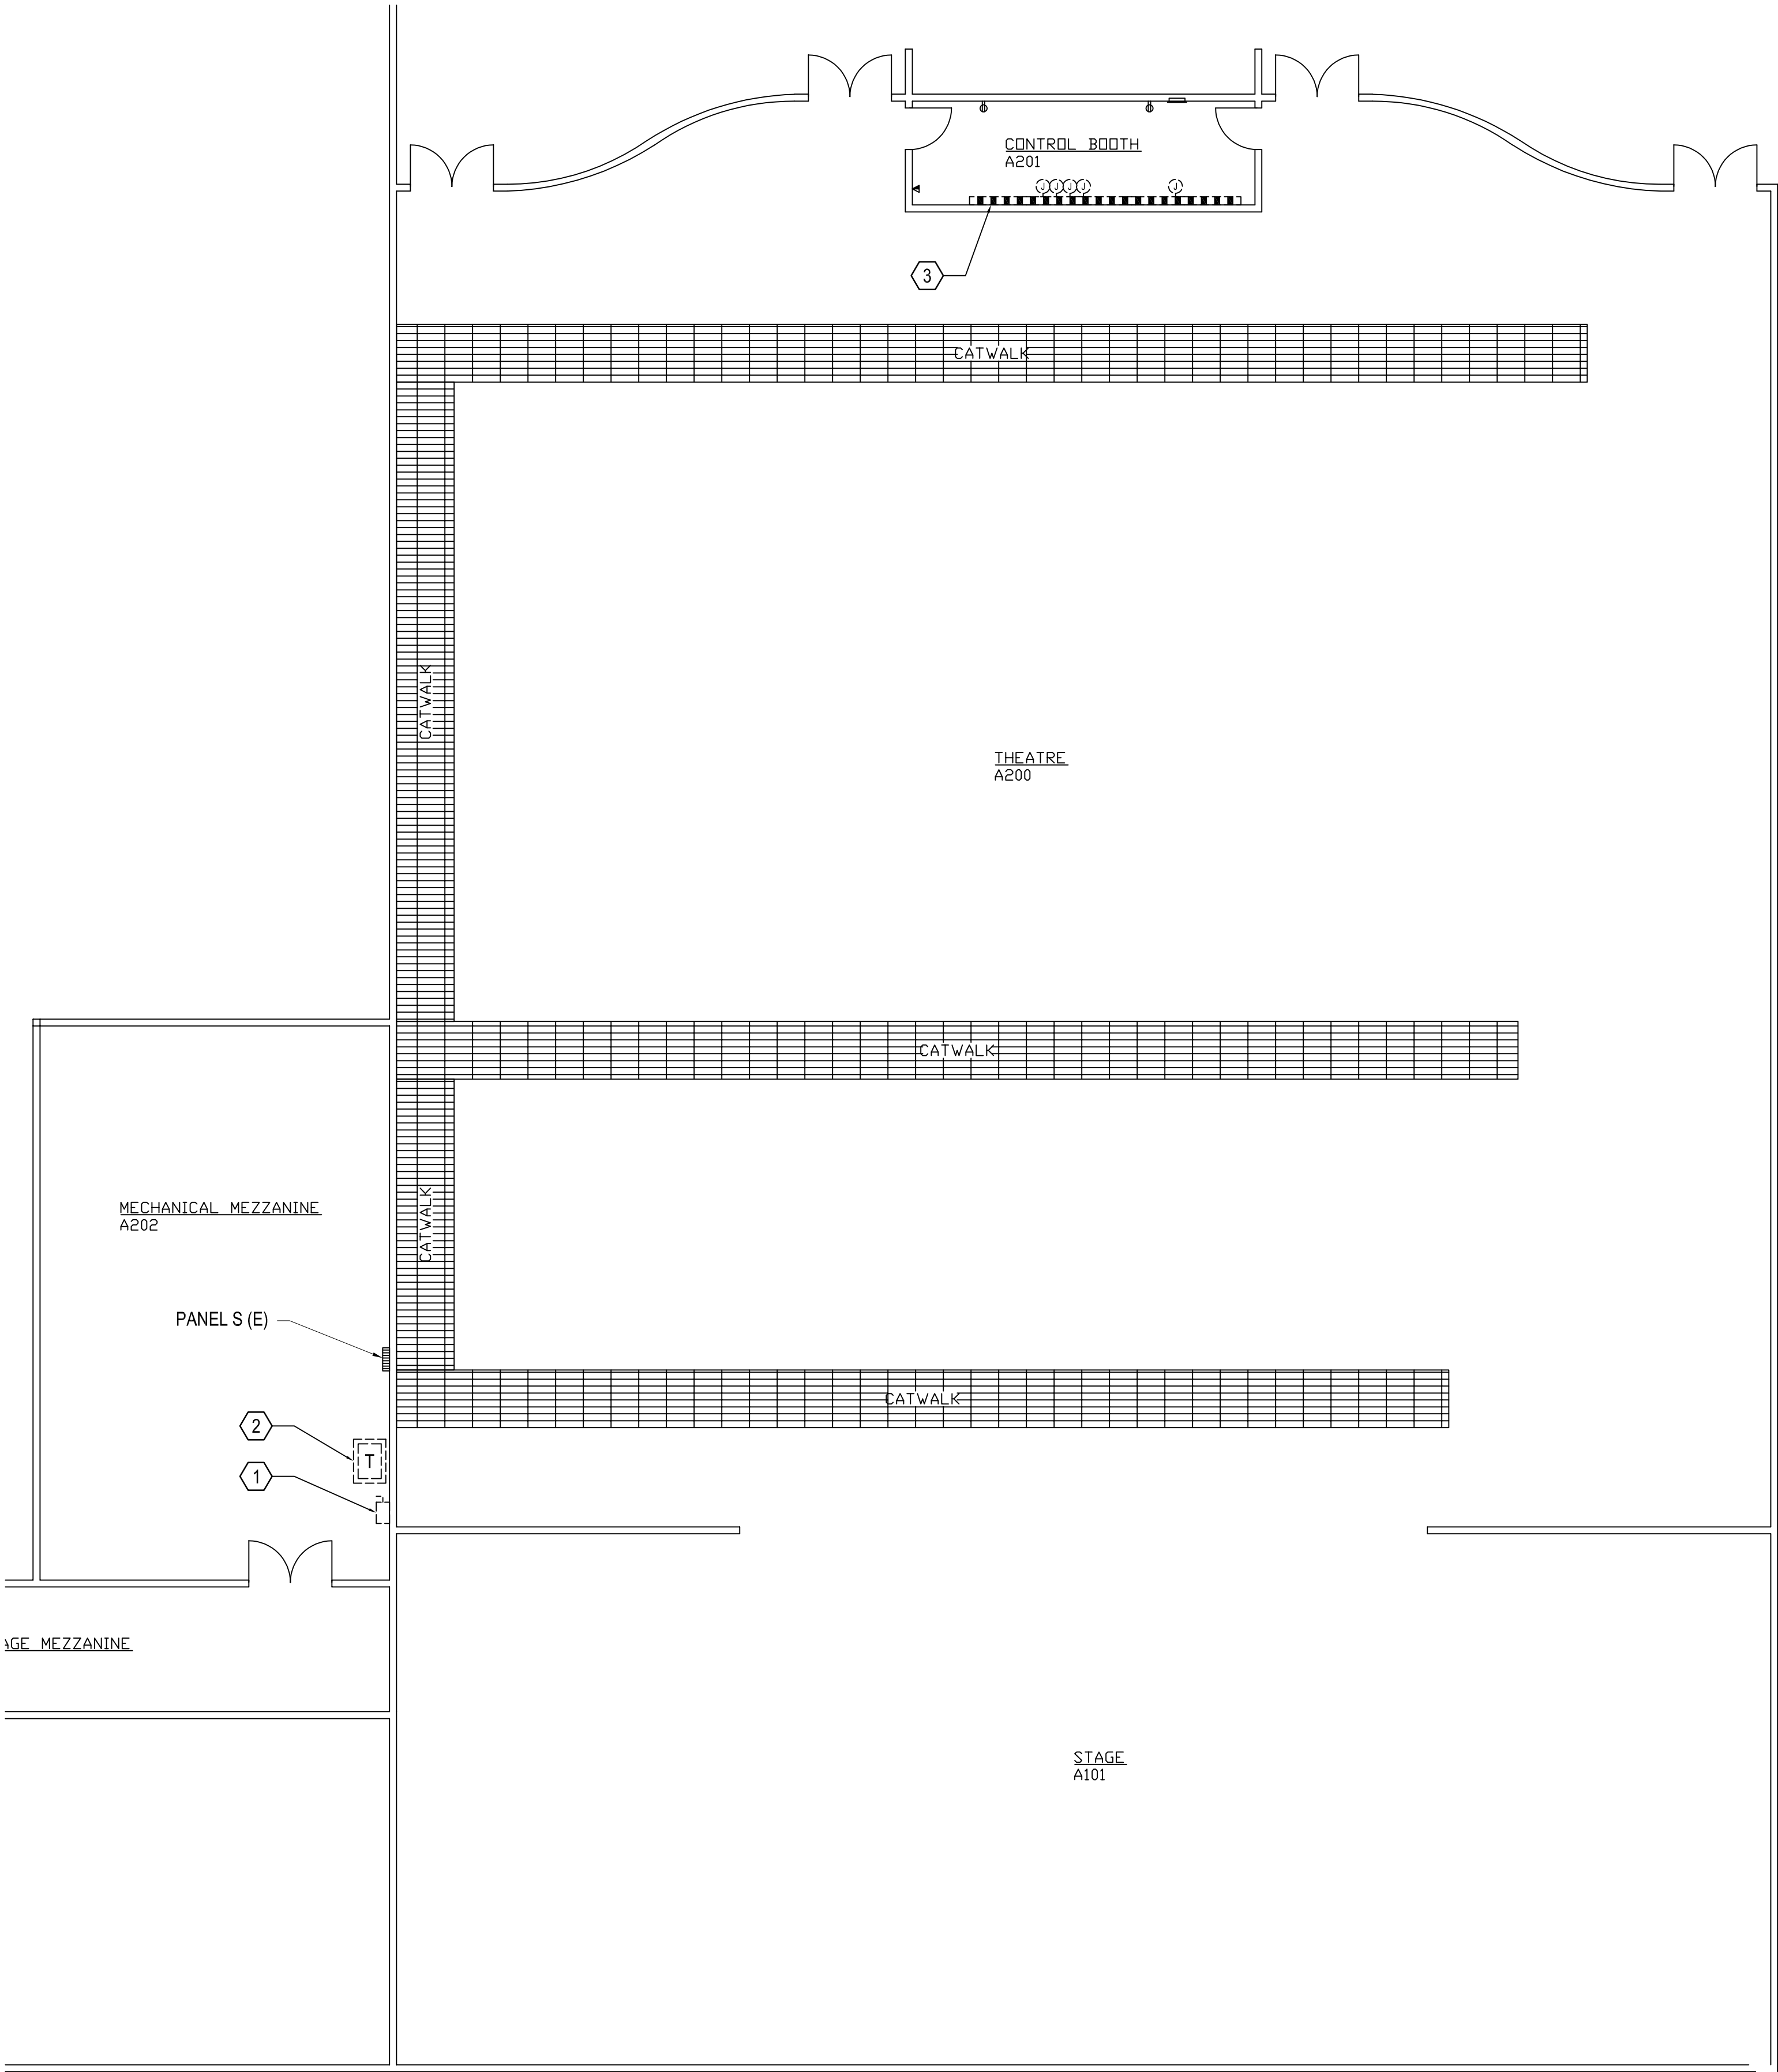 CONTROL BOOTH
A201
J J J J J
3
CATWALK
CATWALK
THEATRE
A200
CATWALK
MECHANICAL MEZZANINE
A202
CATWALK
PANEL S (E)
CATWALK
2
T
1
AGE MEZZANINE
STAGE
A101